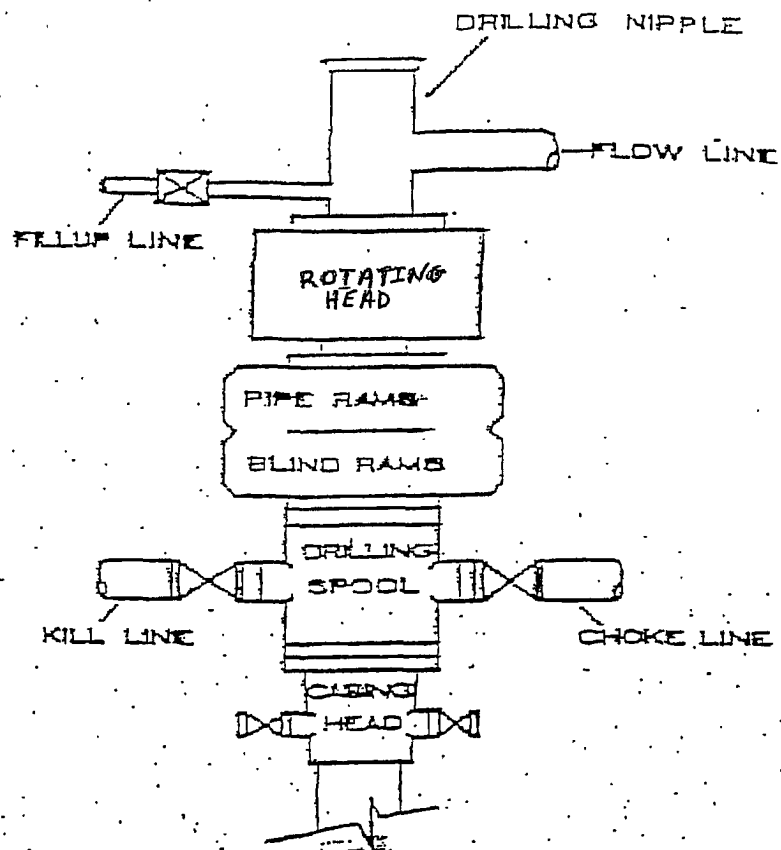 DRILLING NIPPLE
FLOW LINE
FILLUP LINE
ROTATING
HEAD
PIPE RAMS
BLIND RAMS
DRILLING
SPOOL
KILL LINE
CHOKE LINE
CSING
HEAD